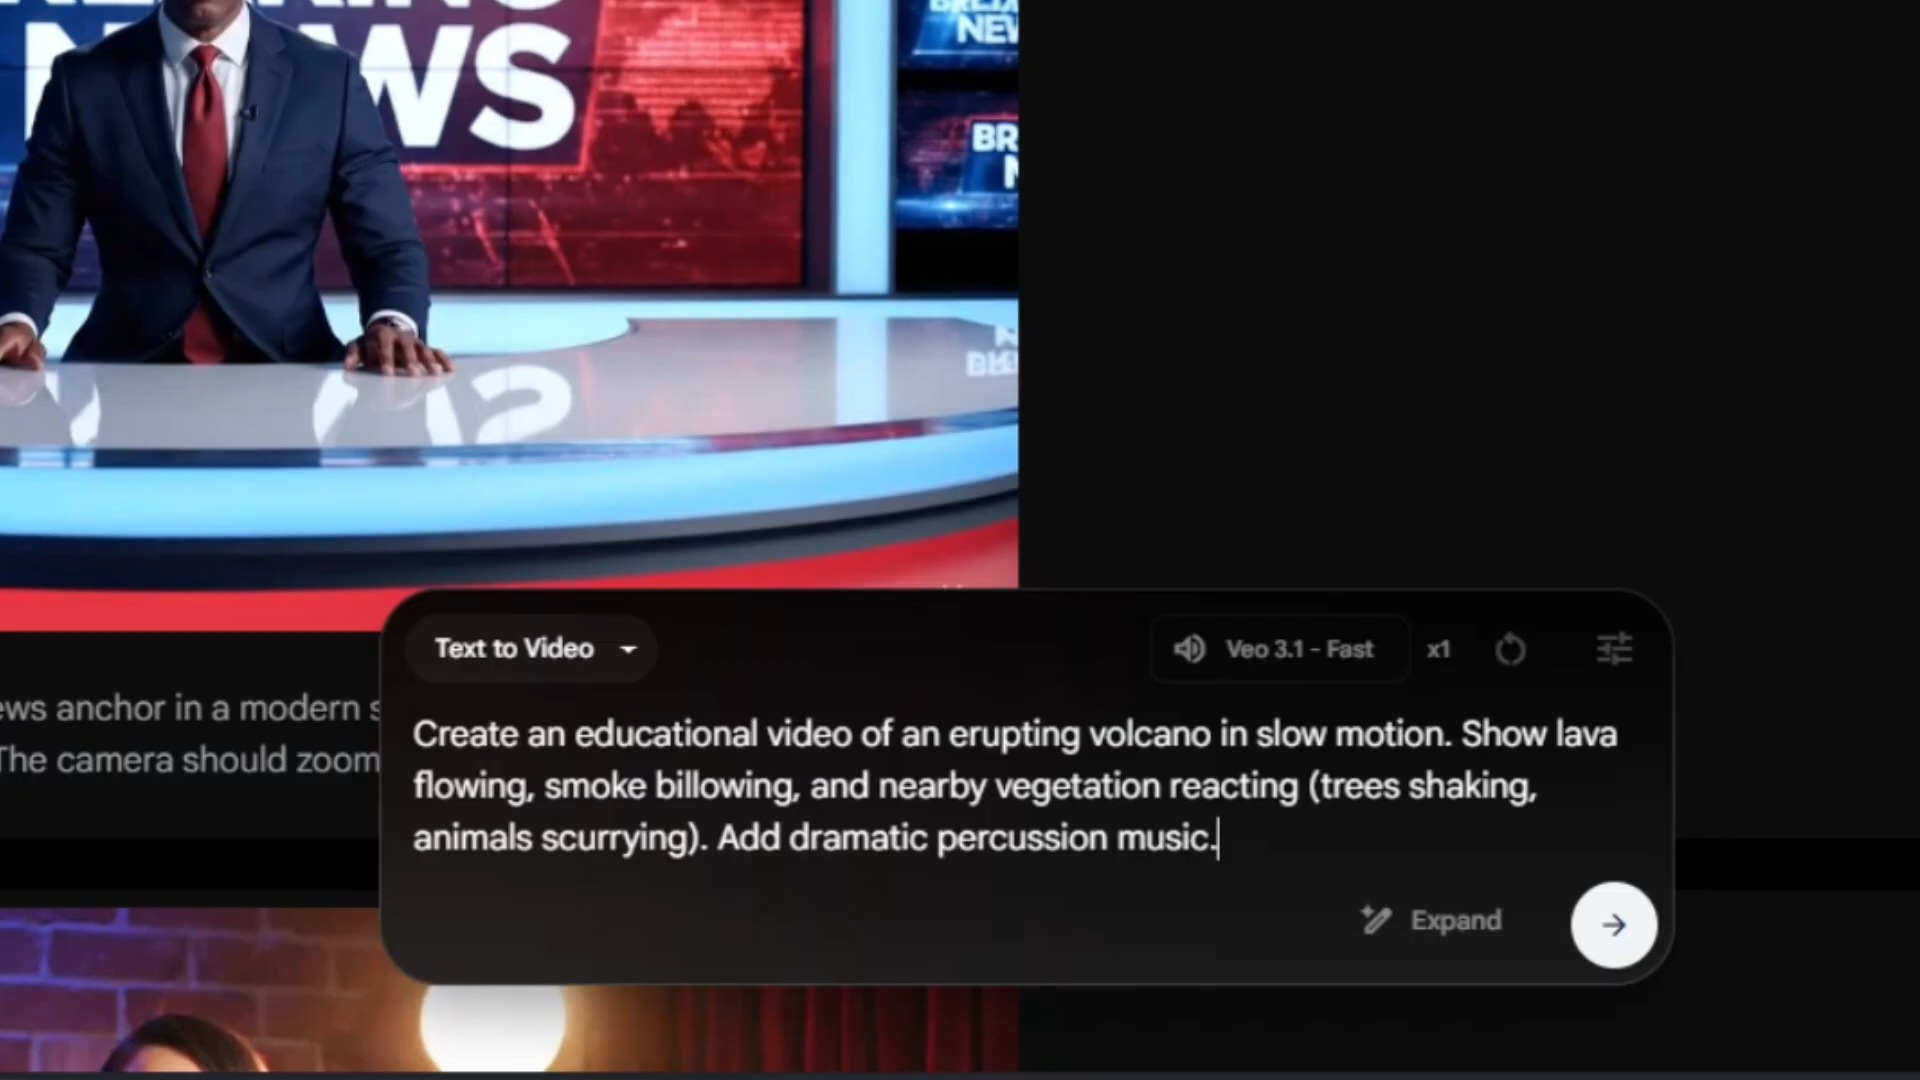 NEWS
NEW
BR
N
ews anchor in a modern s
The camera should zoom
Text to Video
Veo 3.1 - Fast
x1
Create an educational video of an erupting volcano in slow motion. Show lava
flowing, smoke billowing, and nearby vegetation reacting (trees shaking,
animals scurrying). Add dramatic percussion music.
Expand